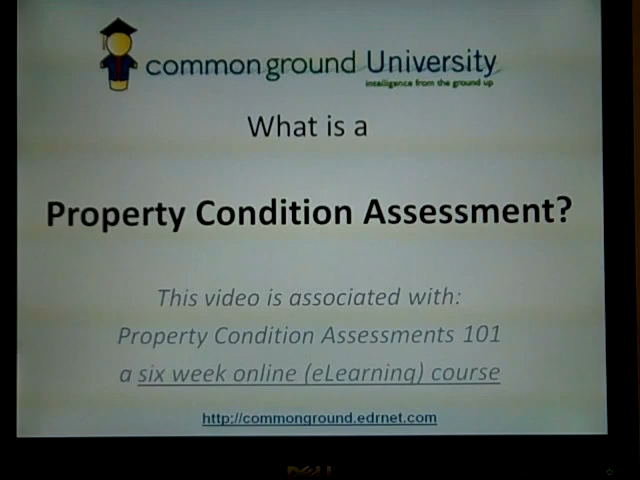 commonground University
intelligence from the ground up
What is a
Property Condition Assessment?
This video is associated with:
Property Condition Assessments 101
a six week online (eLearning) course
http://commonground.edrnet.com
DELL